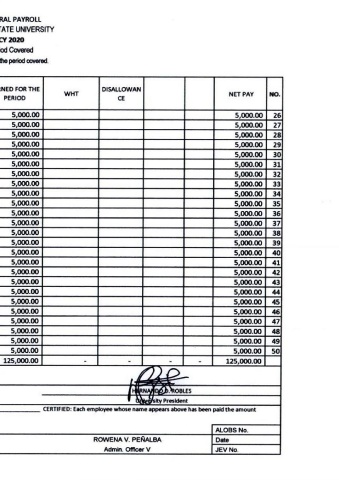 RAL PAYROLL
TATE UNIVERSITY
CY 2020
iod Covered
the period covered.
NED FOR THE PERIOD WHT DISALLOWANCE NET PAY NO.
5,000.00 5,000.00 26
5,000.00 5,000.00 27
5,000.00 5,000.00 28
5,000.00 5,000.00 29
5,000.00 5,000.00 30
5,000.00 5,000.00 31
5,000.00 5,000.00 32
5,000.00 5,000.00 33
5,000.00 5,000.00 34
5,000.00 5,000.00 35
5,000.00 5,000.00 36
5,000.00 5,000.00 37
5,000.00 5,000.00 38
5,000.00 5,000.00 39
5,000.00 5,000.00 40
5,000.00 5,000.00 41
5,000.00 5,000.00 42
5,000.00 5,000.00 43
5,000.00 5,000.00 44
5,000.00 5,000.00 45
5,000.00 5,000.00 46
5,000.00 5,000.00 47
5,000.00 5,000.00 48
5,000.00 5,000.00 49
5,000.00 5,000.00 50
125,000.00 - - - - 125,000.00
ROBLES
University President
CERTIFIED: Each employee whose name appears above has been paid the amount
ALOBS No.
ROWENA V. PEÑALBA Date
Admin. Officer V JEV No.